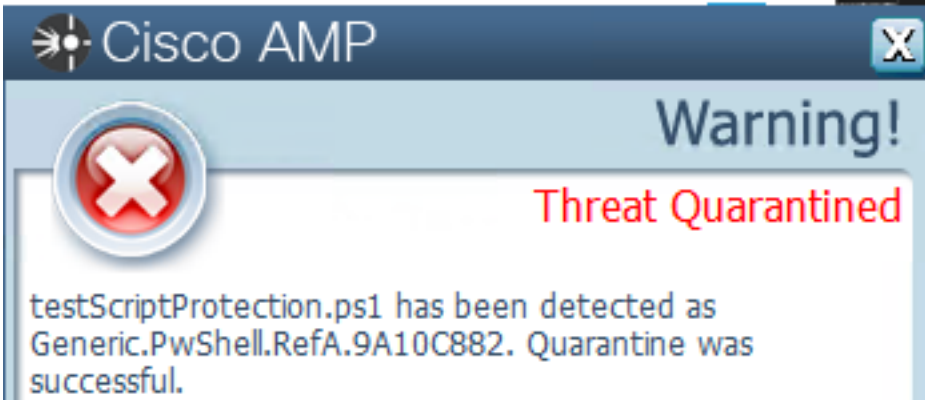 Cisco AMP
Warning!
Threat Quarantined
testScriptProtection.ps1 has been detected as
Generic.PwShell.RefA.9A10C882. Quarantine was
successful.